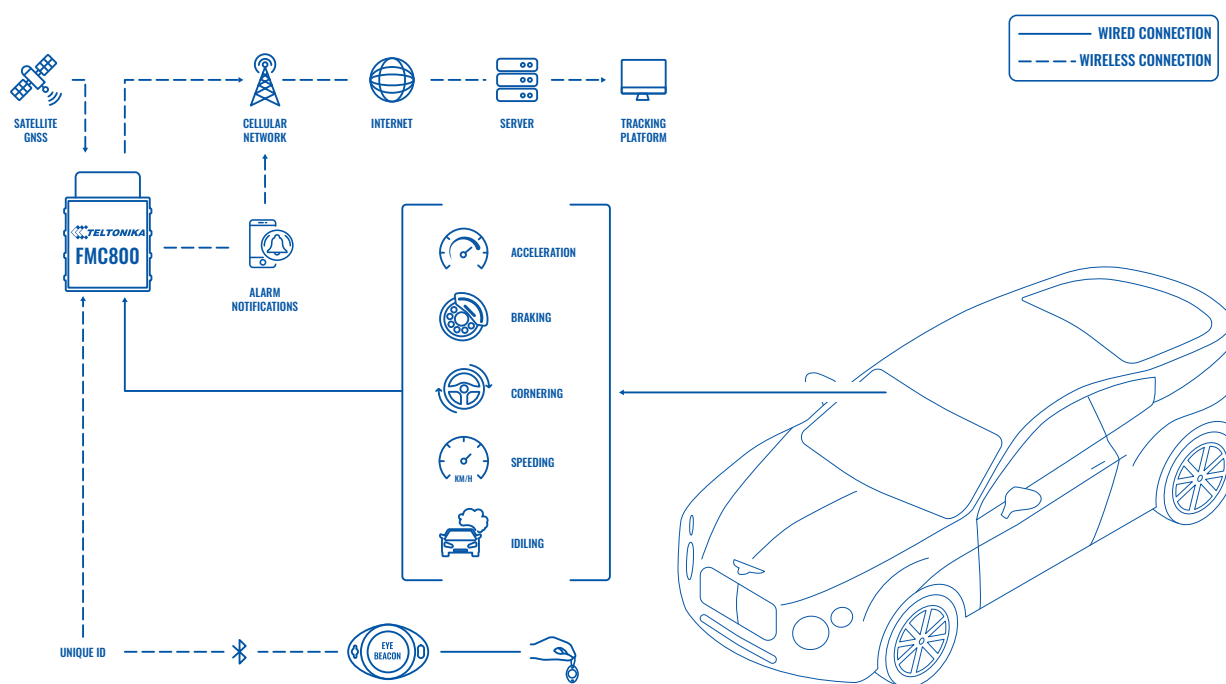 WIRED CONNECTION
WIRELESS CONNECTION
SATELLITE
GNSS
CELLULAR
NETWORK
INTERNET
SERVER
TRACKING
PLATFORM
TELTONIKA
FMC800
ALARM
NOTIFICATIONS
ACCELERATION
BRAKING
CORNERING
SPEEDING
KM/H
IDILING
UNIQUE ID
EYE
BEACON